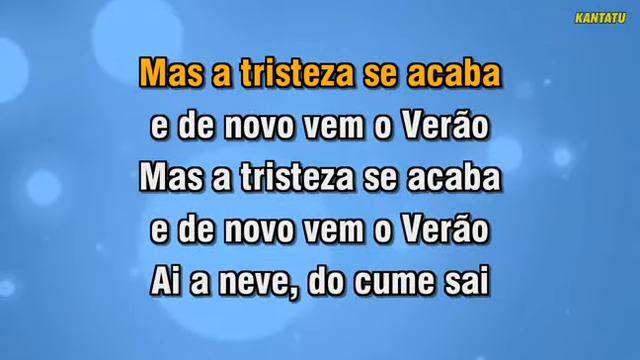 KANTATU
Mas a tristeza se acaba
e de novo vem o Verão
Mas a tristeza se acaba
e de novo vem o Verão
Ai a neve, do cume sai